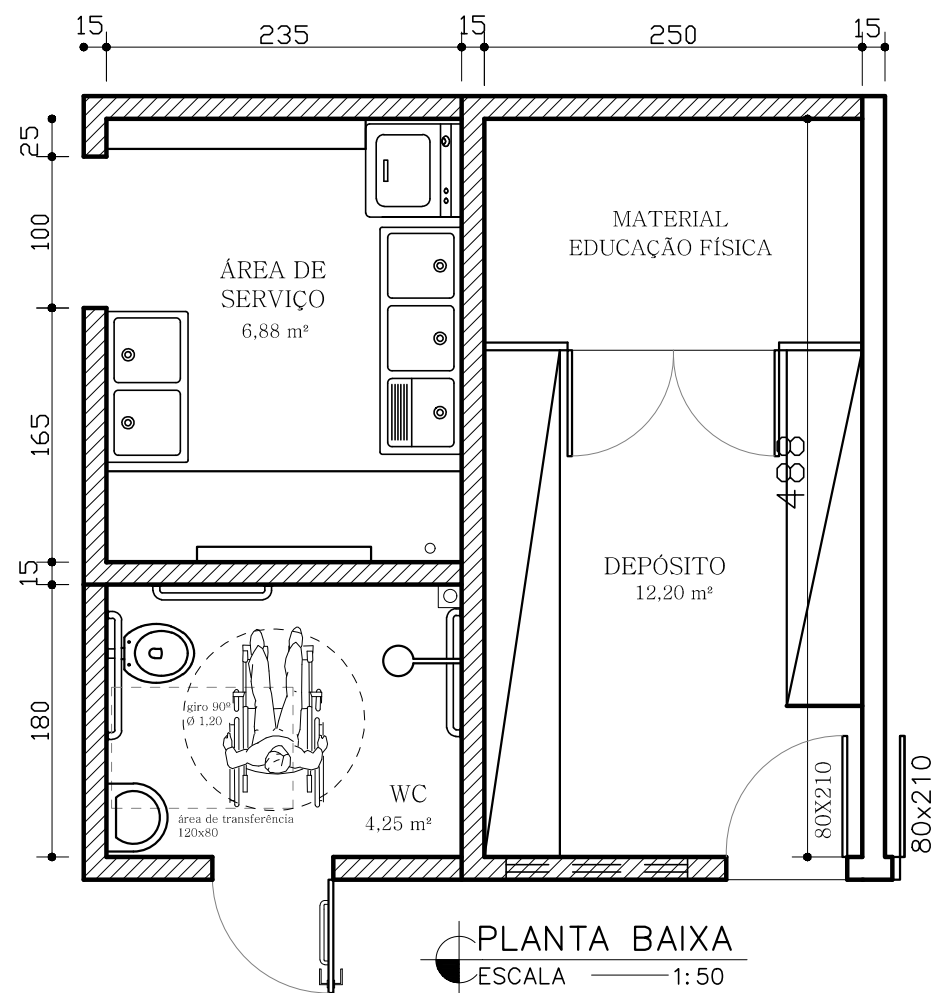 15
235
15
250
15
25
100
165
15
180
ÁREA DE
SERVIÇO
6,88 m²
MATERIAL
EDUCAÇÃO FÍSICA
488
DEPÓSITO
12,20 m²
giro 90º
Ø 1,20
WC
4,25 m²
área de transferência
120x80
80X210
80x210
PLANTA BAIXA
ESCALA 1:50